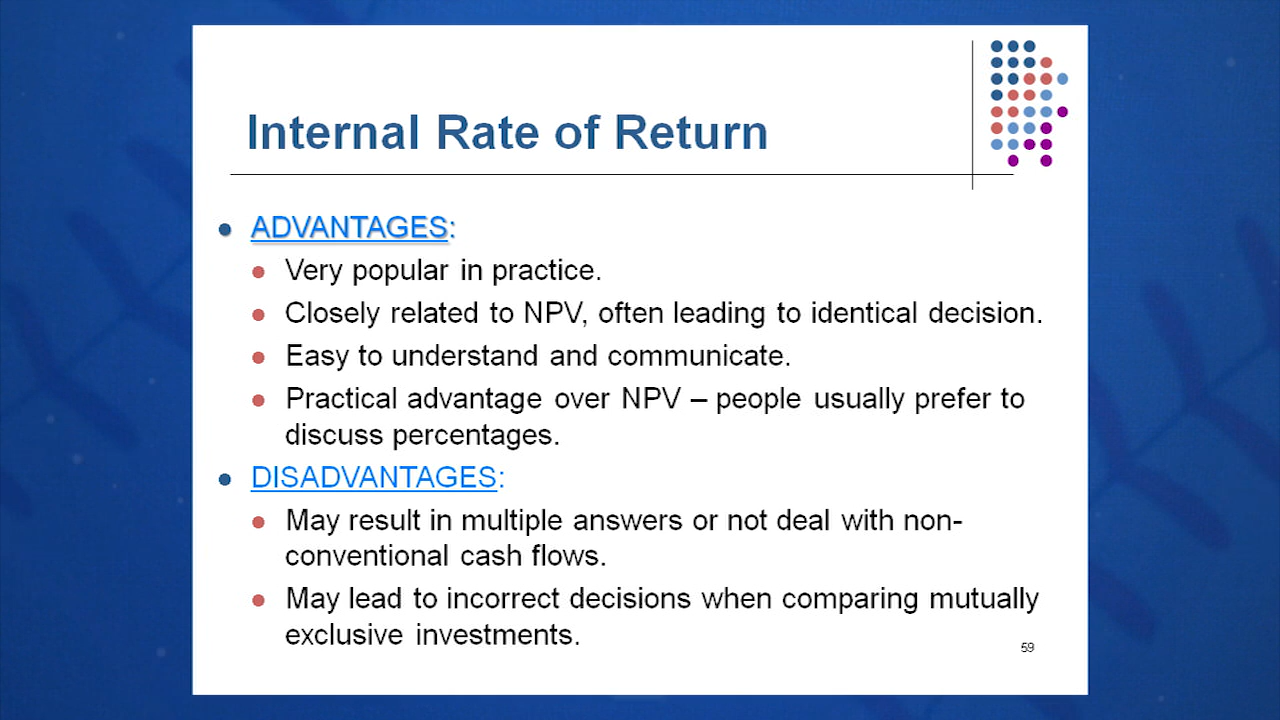 Internal Rate of Return
ADVANTAGES:
Very popular in practice.
Closely related to NPV, often leading to identical decision.
Easy to understand and communicate.
Practical advantage over NPV – people usually prefer to
discuss percentages.
DISADVANTAGES:
May result in multiple answers or not deal with non-
conventional cash flows.
May lead to incorrect decisions when comparing mutually
exclusive investments.
59